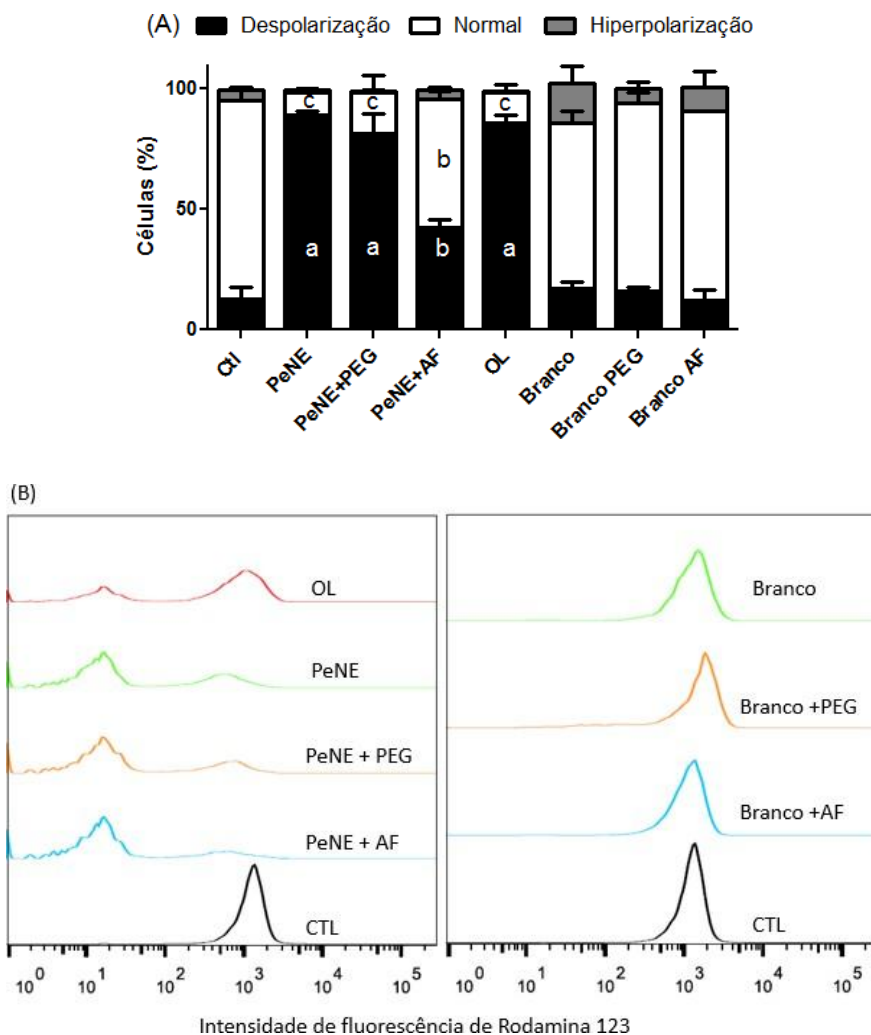 (A) Despolarização Normal Hiperpolarização
Células (%)
100
50
0
c c c
b
a a b a
Ctl PeNE PeNE+PEG PeNE+AF OL Branco Branco PEG Branco AF
(B)
OL
PeNE
PeNE + PEG
PeNE + AF
CTL
10^0 10^1 10^2 10^3 10^4 10^5
Branco
Branco +PEG
Branco +AF
CTL
10^0 10^1 10^2 10^3 10^4 10^5
Intensidade de fluorescência de Rodamina 123